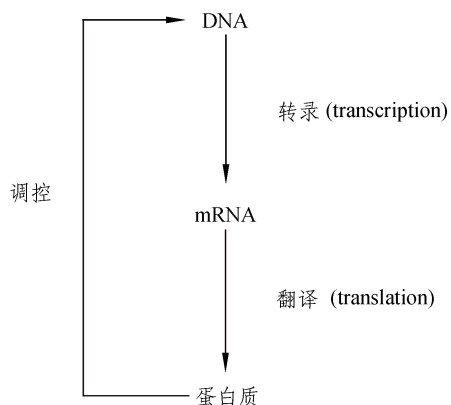 DNA
转录 (transcription)
调控
mRNA
翻译 (translation)
蛋白质